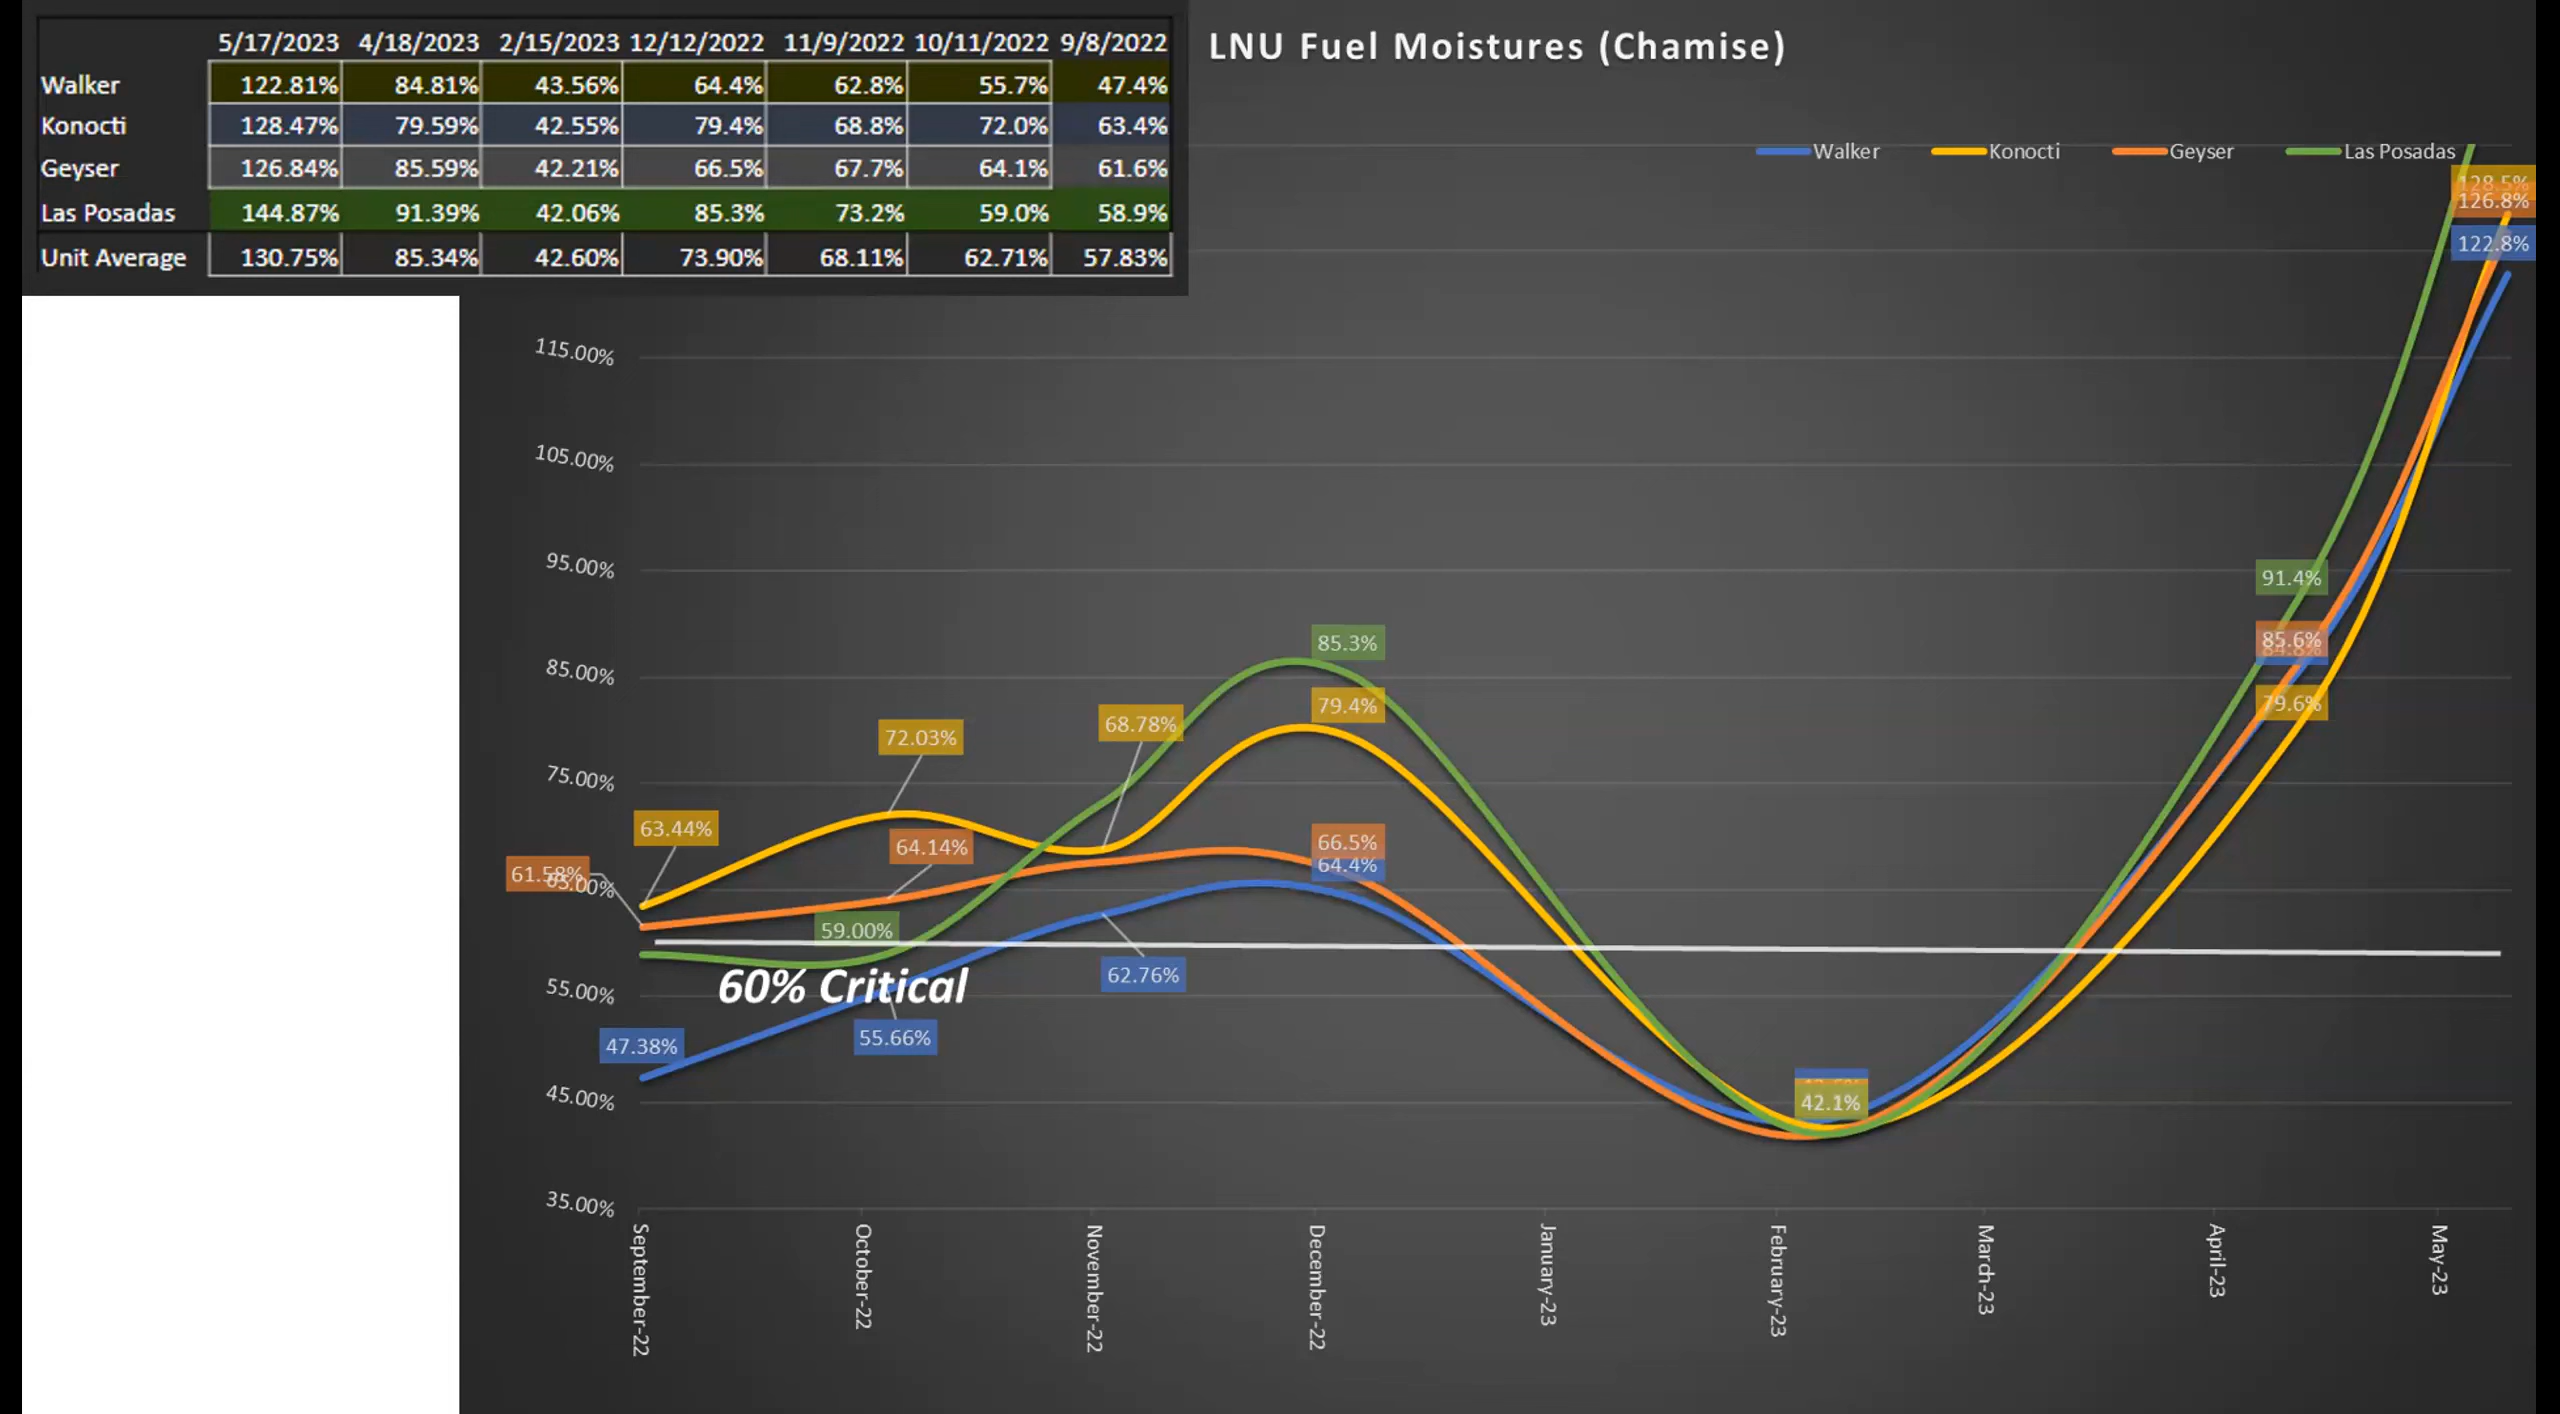 5/17/2023 4/18/2023 2/15/2023 12/12/2022 11/9/2022 10/11/2022 9/8/2022
Walker 122.81% 84.81% 43.56% 64.4% 62.8% 55.7% 47.4%
Konocti 128.47% 79.59% 42.55% 79.4% 68.8% 72.0% 63.4%
Geyser 126.84% 85.59% 42.21% 66.5% 67.7% 64.1% 61.6%
Las Posadas 144.87% 91.39% 42.06% 85.3% 73.2% 59.0% 58.9%
Unit Average 130.75% 85.34% 42.60% 73.90% 68.11% 62.71% 57.83%
LNU Fuel Moistures (Chamise)
Walker Konocti Geyser Las Posadas
128.5%
126.8%
122.8%
115.00%
105.00%
95.00%
91.4%
85.3%
85.6%
84.8%
85.00%
79.4%
79.6%
72.03%
68.78%
75.00%
63.44%
64.14%
66.5%
64.4%
61.58%
65.00%
59.00%
62.76%
60% Critical
55.00%
55.66%
47.38%
45.00%
42.1%
35.00%
September-22
October-22
November-22
December-22
January-23
February-23
March-23
April-23
May-23